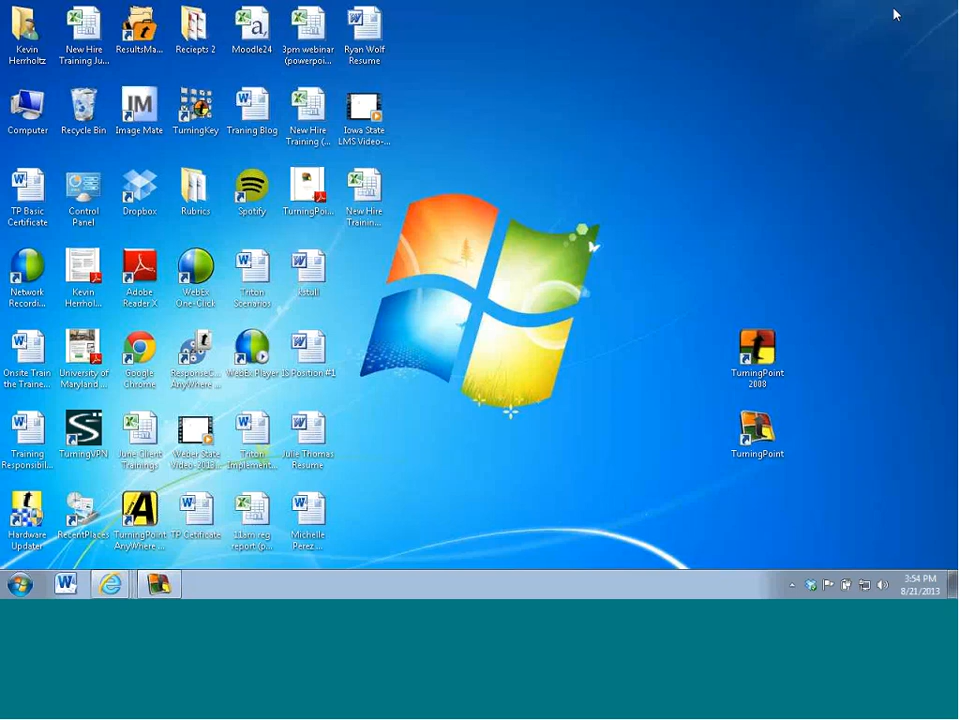 Kevin
Herrholtz
New Hire
Training Ju...
ResultsMa...
Reciepts 2
Moodle24
3pm webinar
(powerpoi...
Ryan Wolf
Resume
Computer
Recycle Bin
Image Mate
TurningKey
Traning Blog
New Hire
Training (...
Iowa State
LMS Video-...
TP Basic
Certificate
Control
Panel
Dropbox
Rubrics
Spotify
TurningPoi...
New Hire
Trainin...
Network
Recordi...
Kevin
Herrhol...
Adobe
Reader X
WebEx
One-Click
Triton
Scenarios
Onsite Train
the Traine...
University of
Maryland ...
Google
Chrome
ResponseC...
AnyWhere ...
WebEx Player
IS Position #1
TurningPoint
2008
Training
Responsibil...
TurningVPN
June Client
Trainings
Weber State
Video-2013...
Triton
Implement...
Julie Thomas
Resume
TurningPoint
Hardware
Updater
RecentPlaces
TurningPoint
AnyWhere ...
TP Cetificate
11am reg
report (p...
Michelle
Perez ...
3:54 PM
8/21/2013